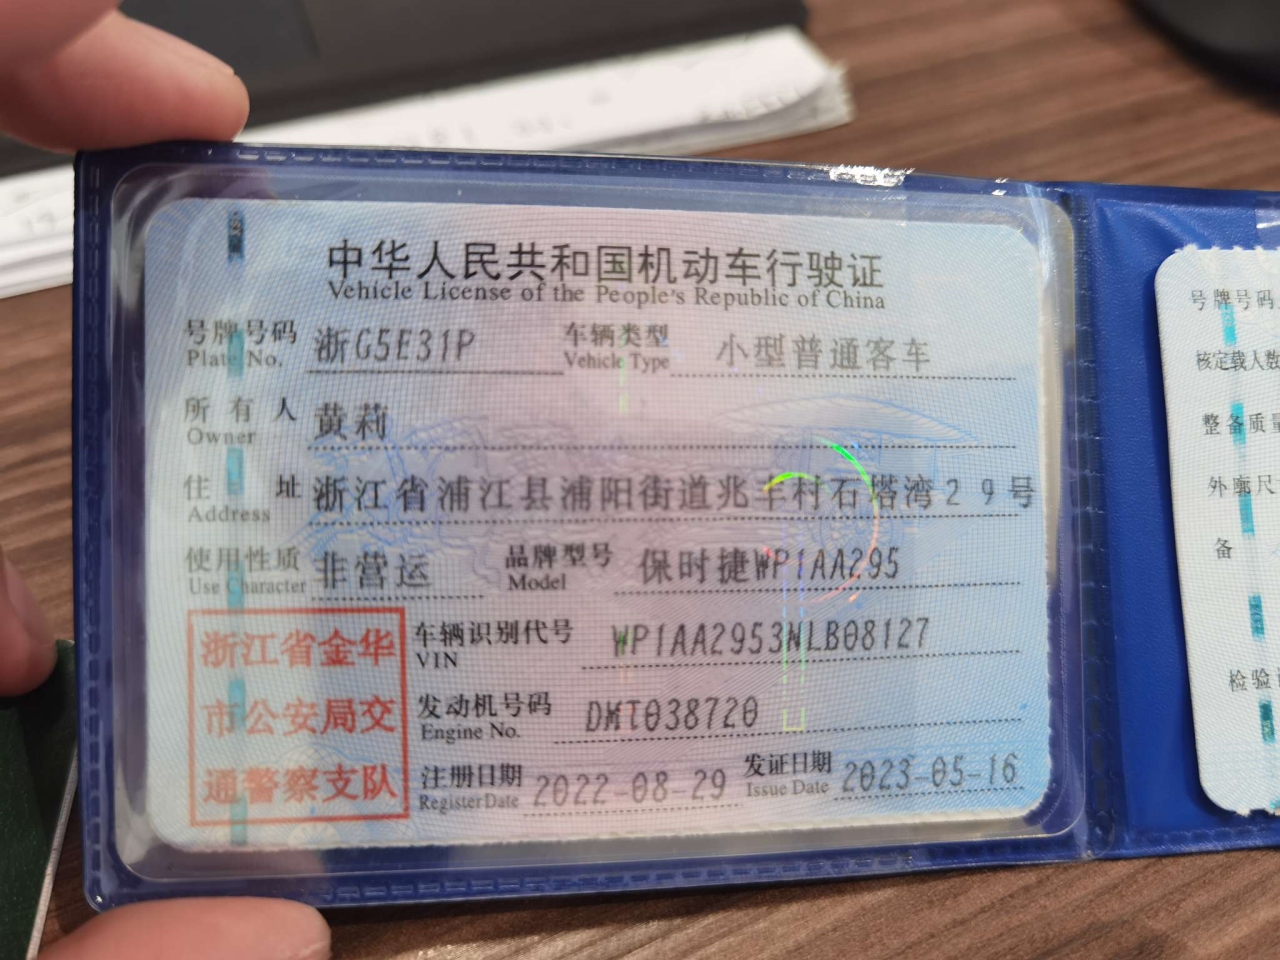 中华人民共和国机动车行驶证
Vehicle License of the People's Republic of China
号牌号码 浙G5E31P 车辆类型 小型普通客车
Plate No. Vehicle Type
所有人 黄莉
Owner
住址 浙江省浦江县浦阳街道兆丰村石塔湾29号
Address
使用性质 非营运 品牌型号 保时捷WP1AA295
Use Character Model
浙江省金华
市公安局交
通警察支队
车辆识别代号 WP1AA2953NLB08127
VIN
发动机号码 DMT038720
Engine No.
注册日期 2022-08-29 发证日期 2023-05-16
Register Date Issue Date
号牌号码
核定载人数
整备质量
外廓尺
备
检验